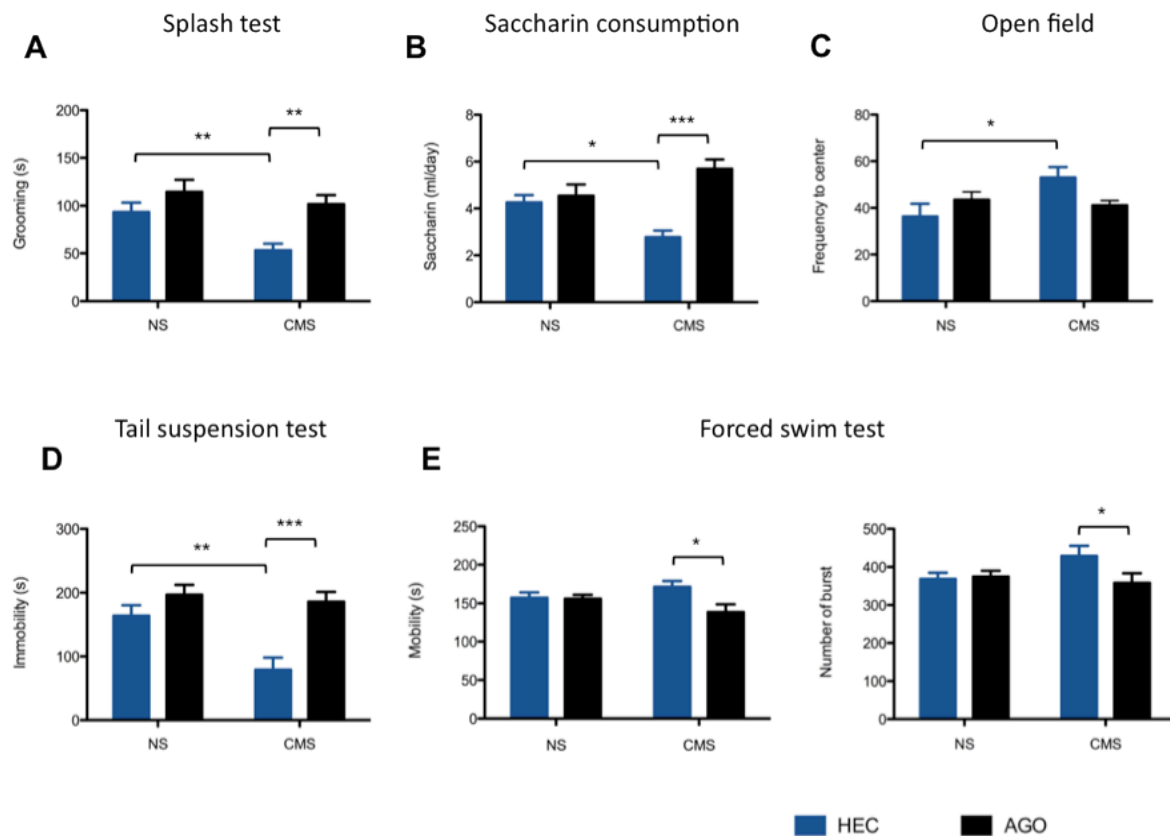 Splash test
Saccharin consumption
Open field
A
B
C
Grooming (s)
200
150
100
50
0
**
**
NS
CMS
Saccharin (ml/day)
8
6
4
2
0
*
***
NS
CMS
Frequency to center
80
60
40
20
0
*
NS
CMS
Tail suspension test
Forced swim test
D
E
Immobility (s)
300
200
100
0
**
***
NS
CMS
Mobility (s)
250
200
150
100
50
0
*
NS
CMS
Number of burst
500
400
300
200
100
0
*
NS
CMS
HEC
AGO